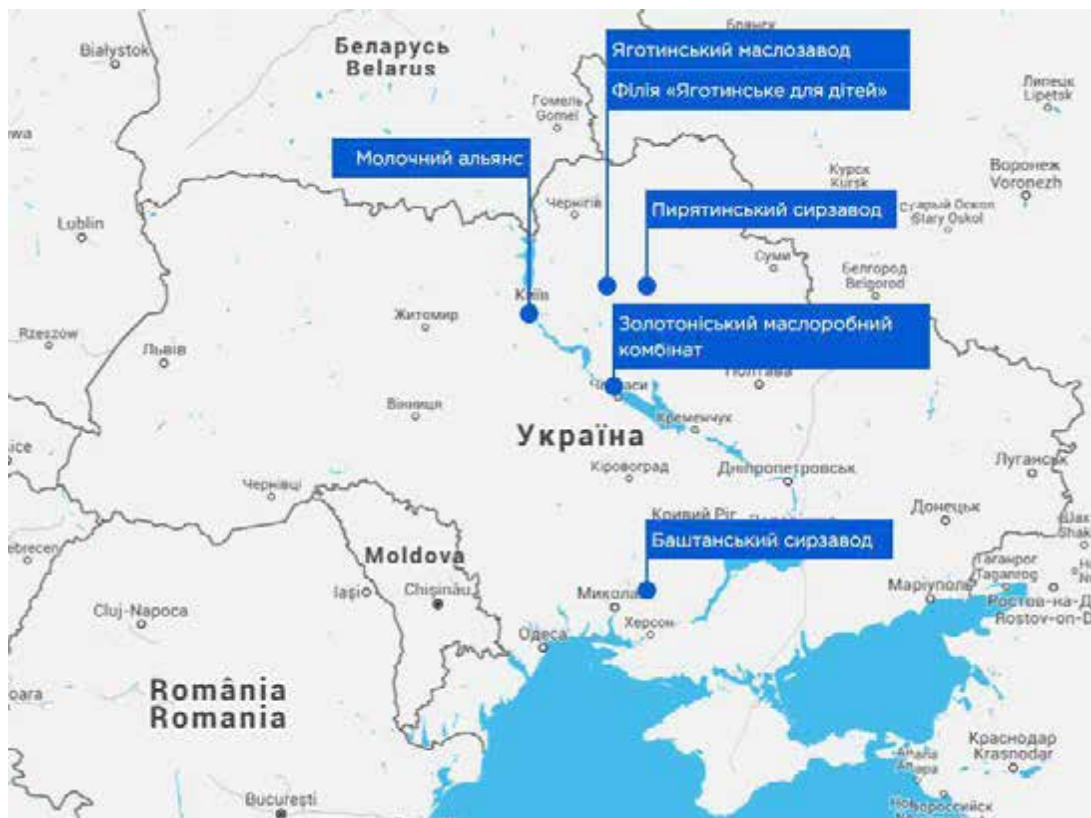 Брянск
Białystok
Беларусь
Belarus
Яготинський маслозавод
Філія «Яготинське для дітей»
Липецк
Lipetsk
Гомель
Gomel
Молочний альянс
Курск
Kursk
Воронеж
Voronezh
Lublin
Чернігів
Пирятинський сирзавод
Старый Оскол
Stary Oskol
Суми
Белгород
Belgorod
Київ
Rzeszów
Житомир
Золотоніський маслоробний
комбінат
Львів
Полтава
Черкаси
Вінниця
Кременчук
Україна
Кіровоград
Дніпропетровськ
Луганськ
Чернівці
Донецьк
Кривий Ріг
Баштанський сирзавод
Moldova
Таганрог
Taganrog
Iași
Chișinău
Маріуполь
Ростов-на-Д
Rostov-on-D
Cluj-Napoca
Херсон
Одеса
România
Romania
Краснодар
Krasnodar
București